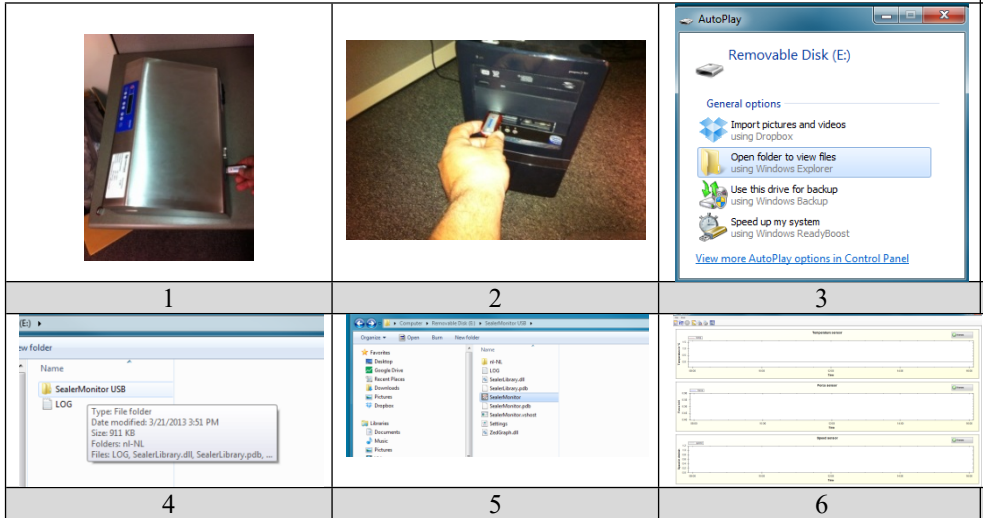 AutoPlay
Removable Disk (E:)
General options
Import pictures and videos
using Dropbox
Open folder to view files
using Windows Explorer
Use this drive for backup
using Windows Backup
Speed up my system
using Windows ReadyBoost
View more AutoPlay options in Control Panel
1 2 3
(E:)
ew folder
Name
SealerMonitor USB
LOG
Type: File folder
Date modified: 3/21/2013 3:51 PM
Size: 911 KB
Folders: nl-NL
Files: LOG, SealerLibrary.dll, SealerLibrary.pdb, ...
Computer Removable Disk (E:) SealerMonitor USB
Organize Open Burn New folder
Favorites
Desktop
Google Drive
Recent Places
Downloads
Pictures
Dropbox
Libraries
Documents
Music
Pictures
Name
nl-NL
LOG
SealerLibrary.dll
SealerLibrary.pdb
SealerMonitor
SealerMonitor.pdb
SealerMonitor.vshost
Settings
ZedGraph.dll
Temperature sensor
Time
Force sensor
Time
Speed sensor
Time
4 5 6